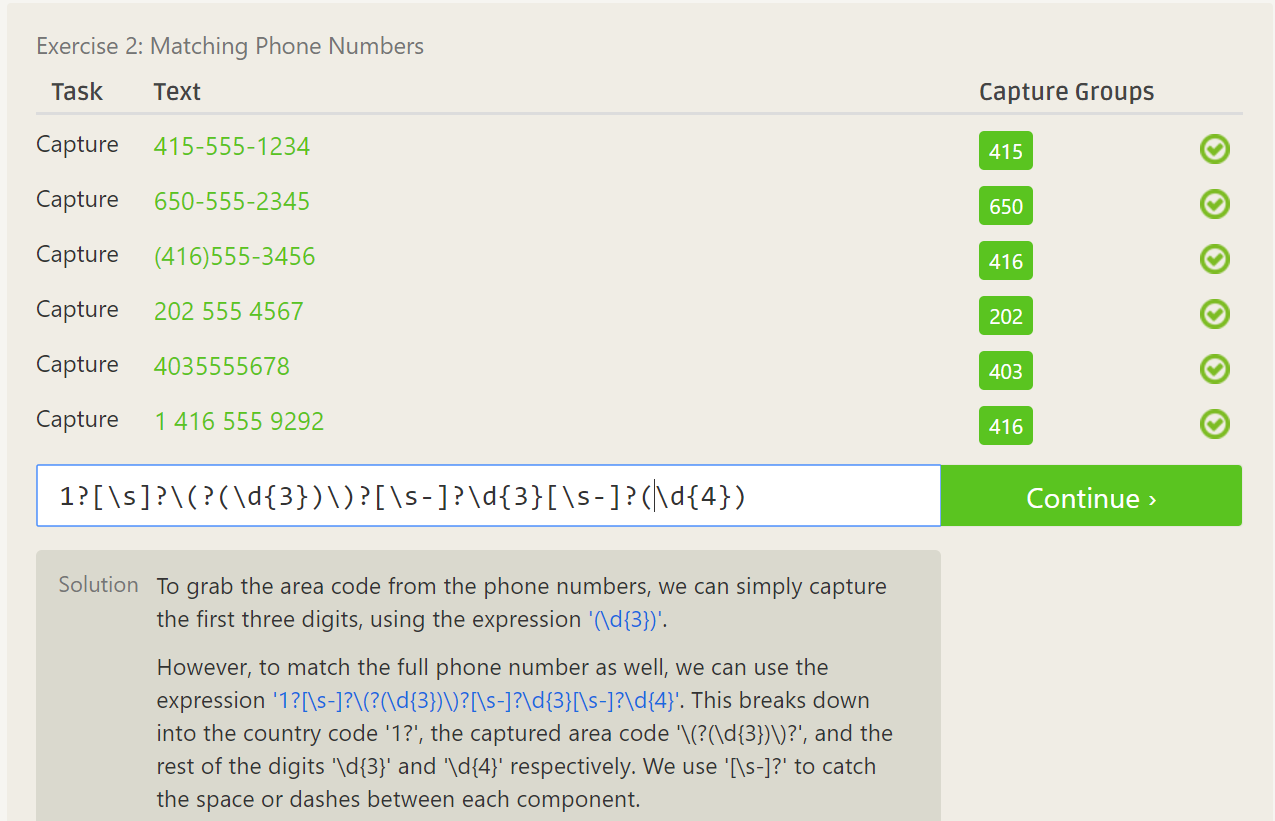 Exercise 2: Matching Phone Numbers
Task Text Capture Groups
Capture 415-555-1234 415
Capture 650-555-2345 650
Capture (416)555-3456 416
Capture 202 555 4567 202
Capture 4035555678 403
Capture 1 416 555 9292 416
1?[\s]?\(?(\d{3})\)?[\s-]?\d{3}[\s-]?(\d{4})
Continue ›
Solution To grab the area code from the phone numbers, we can simply capture
the first three digits, using the expression '(\d{3})'.
However, to match the full phone number as well, we can use the
expression '1?[\s-]?\(?(\d{3})\)?[\s-]?\d{3}[\s-]?\d{4}'. This breaks down
into the country code '1?', the captured area code '\(?(\d{3})\)?', and the
rest of the digits '\d{3}' and '\d{4}' respectively. We use '[\s-]?' to catch
the space or dashes between each component.